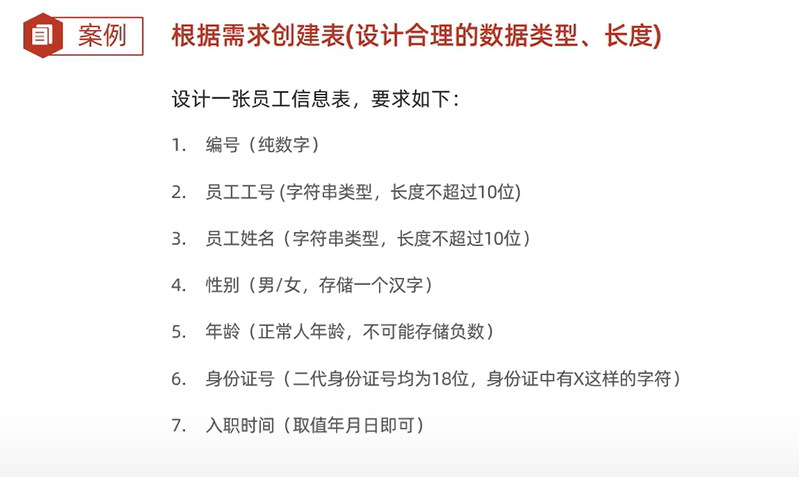 案例
根据需求创建表(设计合理的数据类型、长度)
设计一张员工信息表，要求如下：
1. 编号（纯数字）
2. 员工工号 (字符串类型，长度不超过10位)
3. 员工姓名（字符串类型，长度不超过10位）
4. 性别（男/女，存储一个汉字）
5. 年龄（正常人年龄，不可能存储负数）
6. 身份证号（二代身份证号均为18位，身份证中有X这样的字符）
7. 入职时间（取值年月日即可）